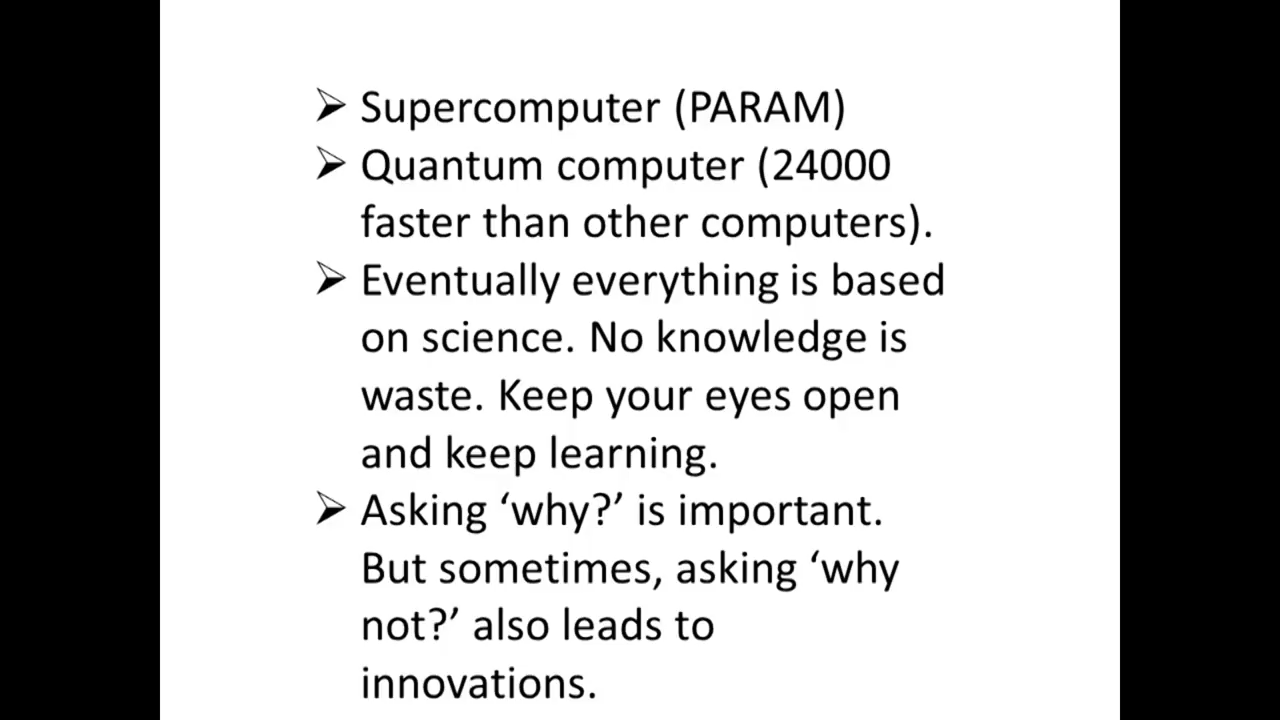 ➢ Supercomputer (PARAM)
➢ Quantum computer (24000
faster than other computers).
➢ Eventually everything is based
on science. No knowledge is
waste. Keep your eyes open
and keep learning.
➢ Asking ‘why?’ is important.
But sometimes, asking ‘why
not?’ also leads to
innovations.